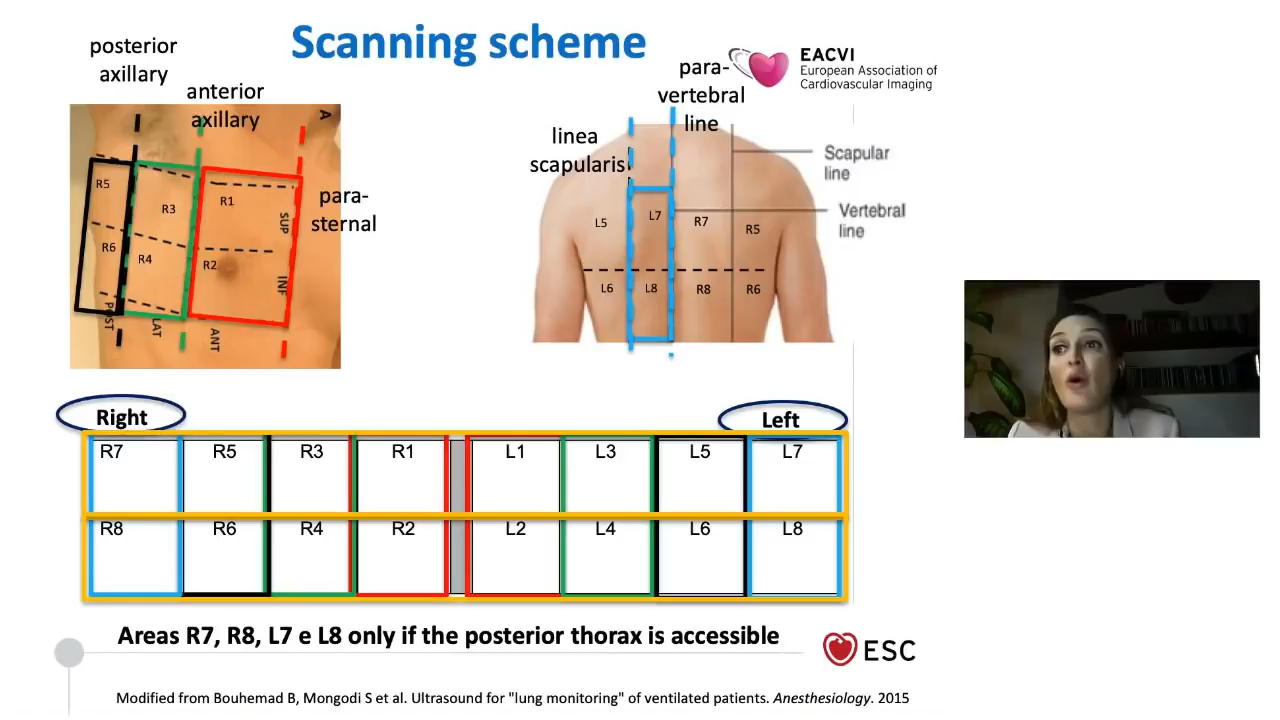 Scanning scheme
posterior
axillary
anterior
axillary
A
R5
R3
R1
R6
R4
R2
SUP
INF
POST
LAT
ANT
para-
sternal
linea
scapularis
para-
vertebral
line
EACVI
European Association of
Cardiovascular Imaging
Scapular
line
Vertebral
line
L5
L7
R7
R5
L6
L8
R8
R6
Right
Left
R7 R5 R3 R1 L1 L3 L5 L7
R8 R6 R4 R2 L2 L4 L6 L8
Areas R7, R8, L7 e L8 only if the posterior thorax is accessible
ESC
Modified from Bouhemad B, Mongodi S et al. Ultrasound for "lung monitoring" of ventilated patients. Anesthesiology. 2015